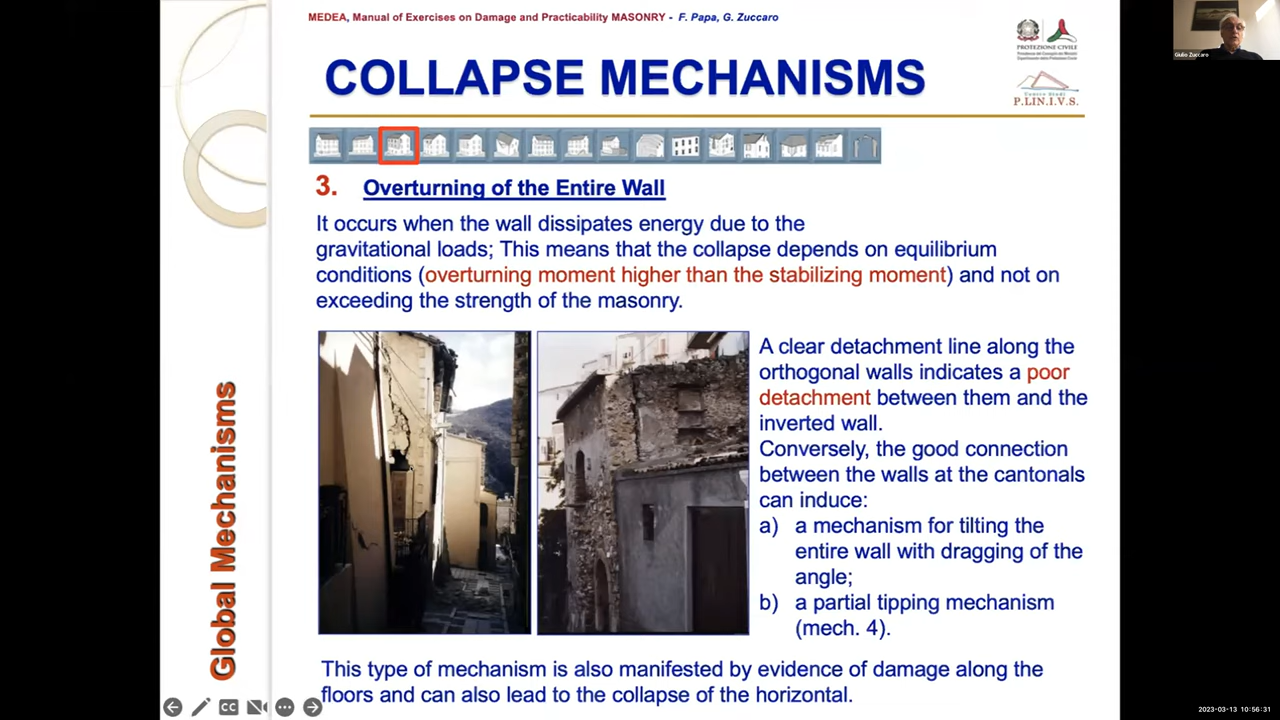 MEDEA, Manual of Exercises on Damage and Practicability MASONRY - F. Papa, G. Zuccaro
PROTEZIONE CIVILE
Centro Studi
P.LIN.I.V.S.
Giulio Zuccaro
COLLAPSE MECHANISMS
3. Overturning of the Entire Wall
It occurs when the wall dissipates energy due to the
gravitational loads; This means that the collapse depends on equilibrium
conditions (overturning moment higher than the stabilizing moment) and not on
exceeding the strength of the masonry.
A clear detachment line along the
orthogonal walls indicates a poor
detachment between them and the
inverted wall.
Conversely, the good connection
between the walls at the cantonals
can induce:
a) a mechanism for tilting the
entire wall with dragging of the
angle;
b) a partial tipping mechanism
(mech. 4).
Global Mechanisms
This type of mechanism is also manifested by evidence of damage along the
floors and can also lead to the collapse of the horizontal.
CC
2023-03-13 10:56:31